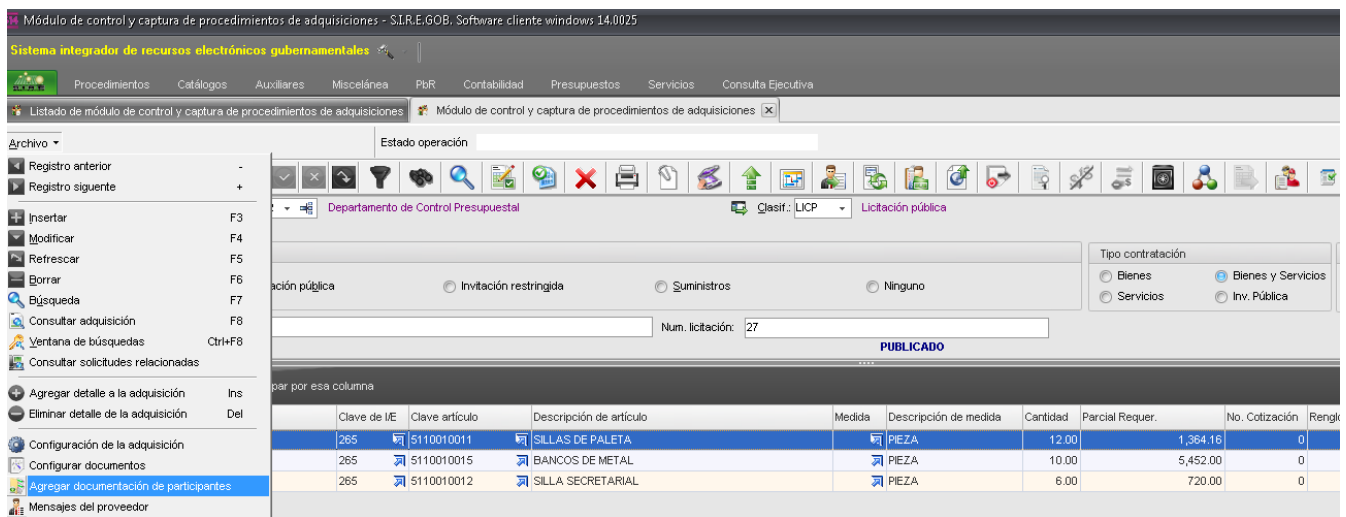 Módulo de control y captura de procedimientos de adquisiciones - S.I.R.E.GOB. Software cliente windows 14.0025
Sistema integrador de recursos electrónicos gubernamentales
Procedimientos Catálogos Auxiliares Miscelánea PbR Contabilidad Presupuestos Servicios Consulta Ejecutiva
Listado de módulo de control y captura de procedimientos de adquisiciones Módulo de control y captura de procedimientos de adquisiciones
Archivo Estado operación
Registro anterior -
Registro siguente +
Insertar F3
Departamento de Control Presupuestal Clasif.: LICP Licitación pública
Modificar F4
Refrescar F5
Tipo contratación
Borrar F6
ación pública Invitación restringida Suministros Ninguno Bienes Bienes y Servicios
Búsqueda F7
Servicios Inv. Pública
Consultar adquisición F8
Num. licitación: 27
Ventana de búsquedas Ctrl+F8
PUBLICADO
Consultar solicitudes relacionadas
Agregar detalle a la adquisición Ins
par por esa columna
Eliminar detalle de la adquisición Del
Clave de I/E Clave artículo Descripción de artículo Medida Descripción de medida Cantidad Parcial Requer. No. Cotización Renglo
Configuración de la adquisición
265 5110010011 SILLAS DE PALETA PIEZA 12.00 1,364.16 0
Configurar documentos
265 5110010015 BANCOS DE METAL PIEZA 10.00 5,452.00 0
Agregar documentación de participantes
265 5110010012 SILLA SECRETARIAL PIEZA 6.00 720.00 0
Mensajes del proveedor